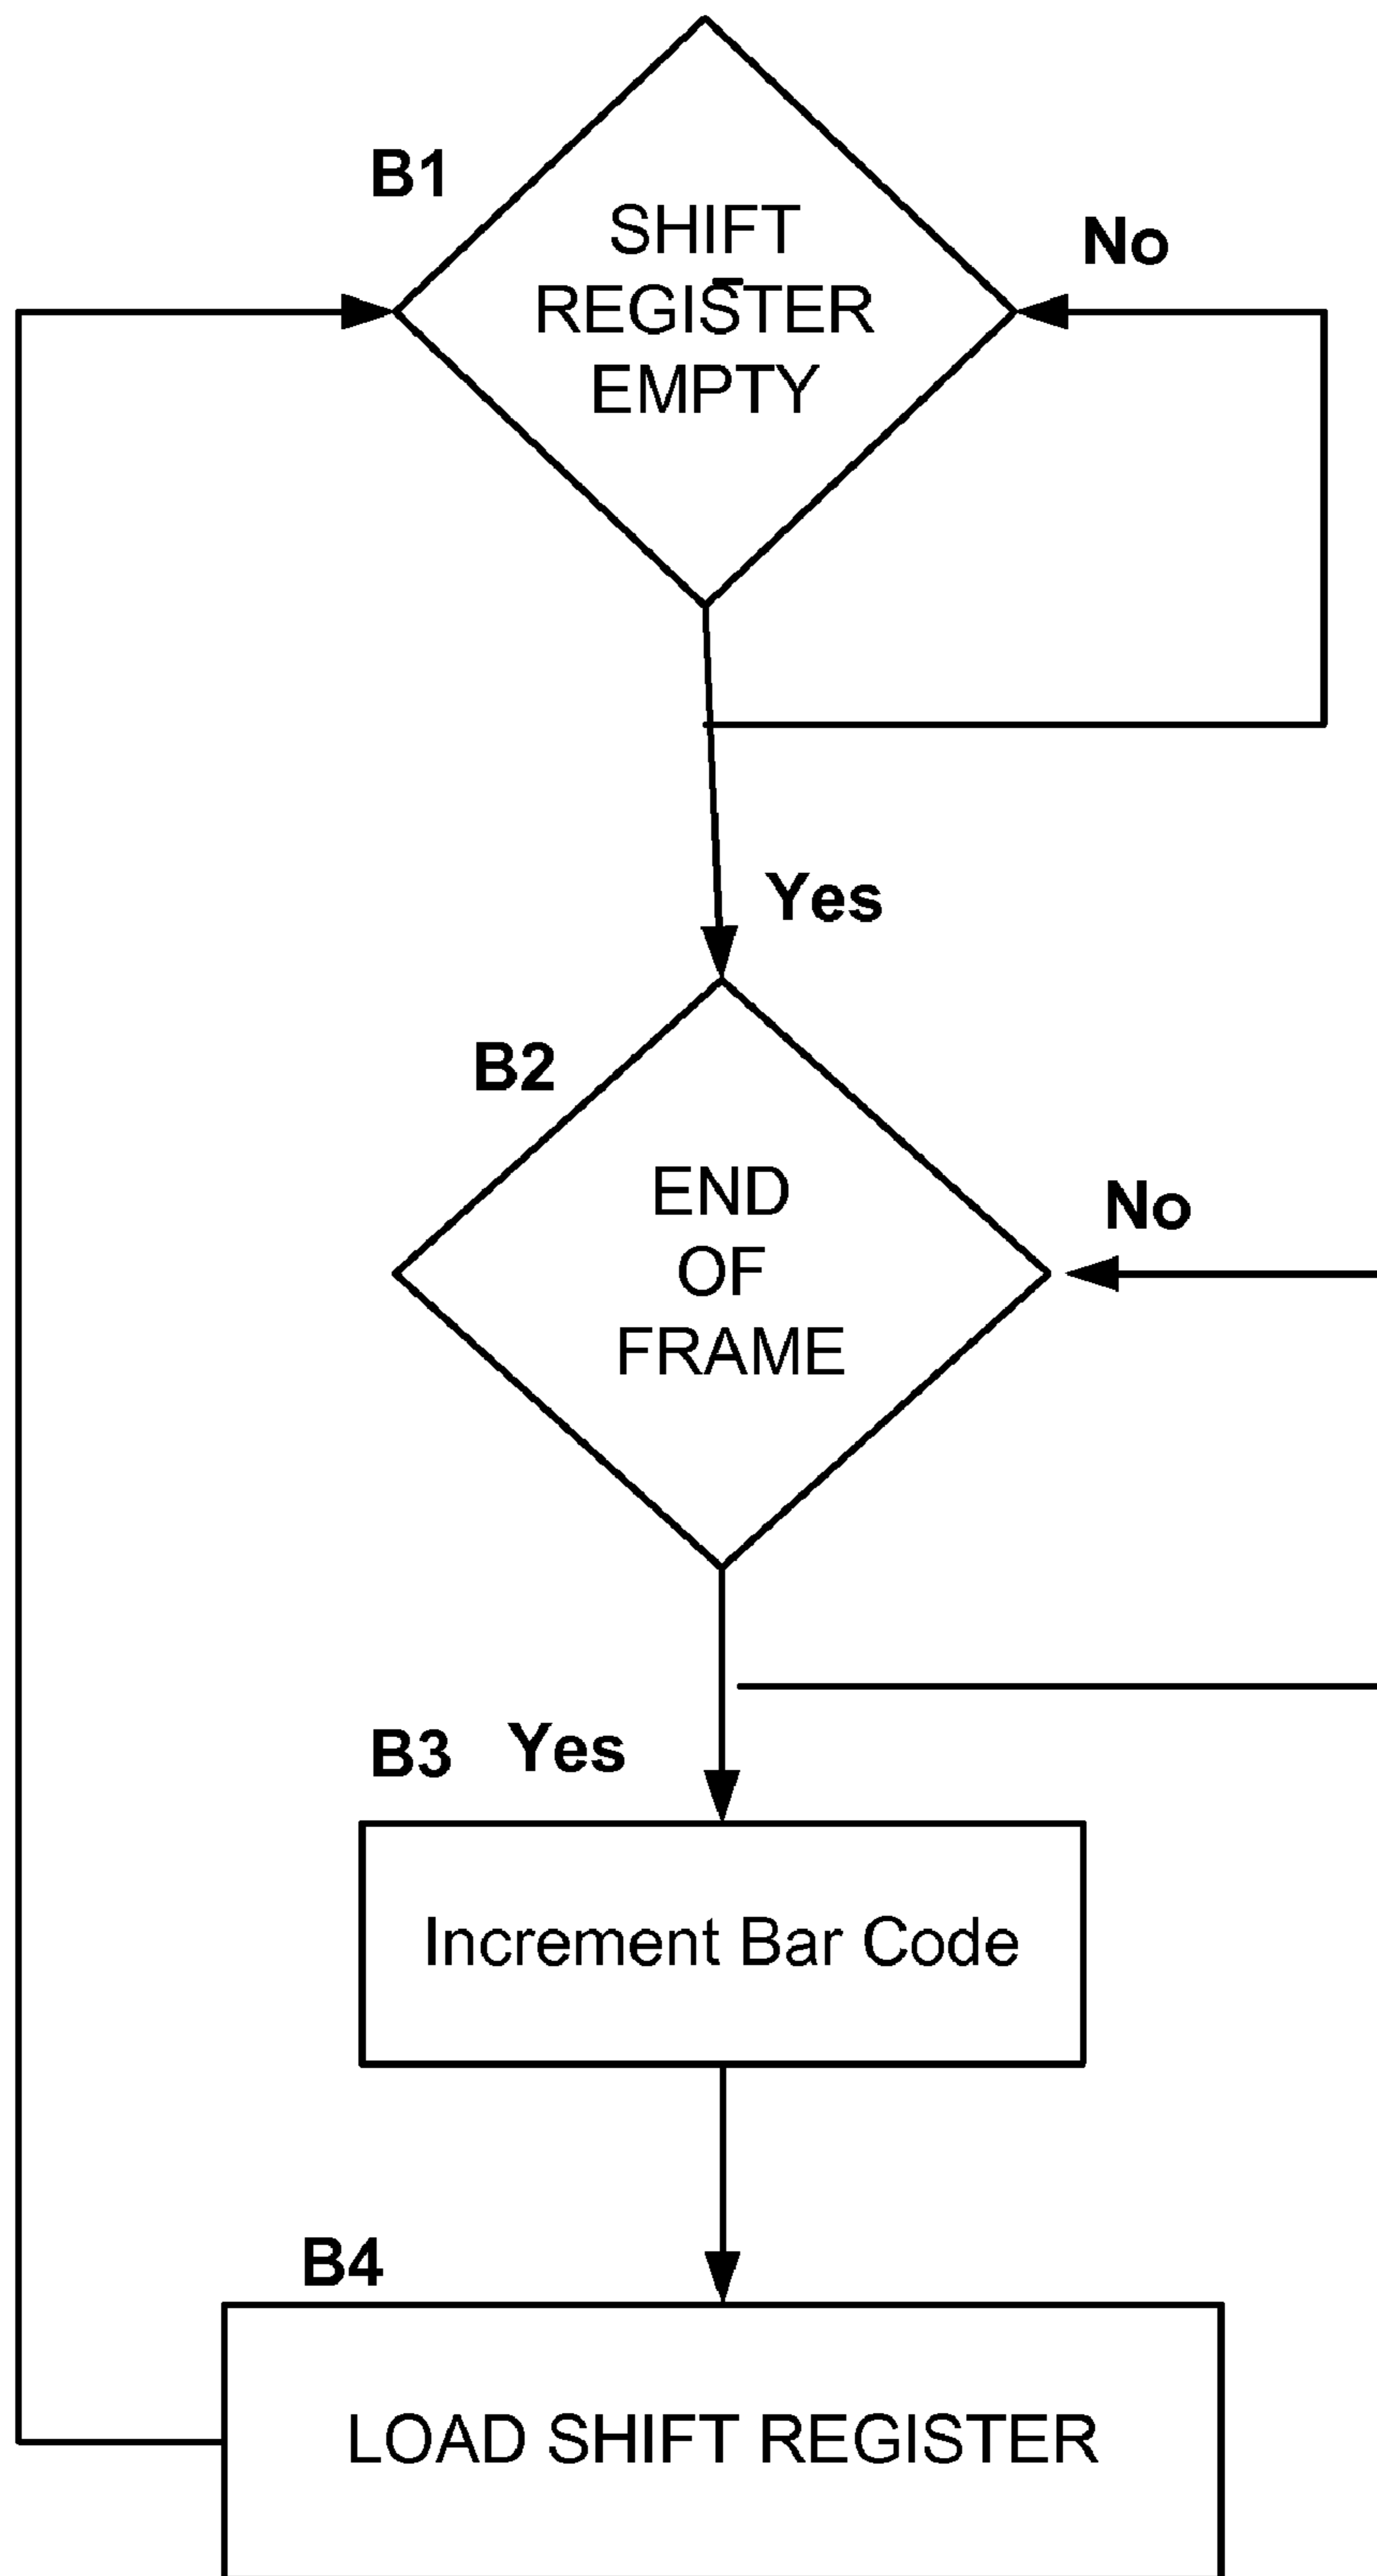 B1
SHIFT
REGISTER
EMPTY
No
Yes
B2
END
OF
FRAME
No
B3 Yes
Increment Bar Code
B4
LOAD SHIFT REGISTER